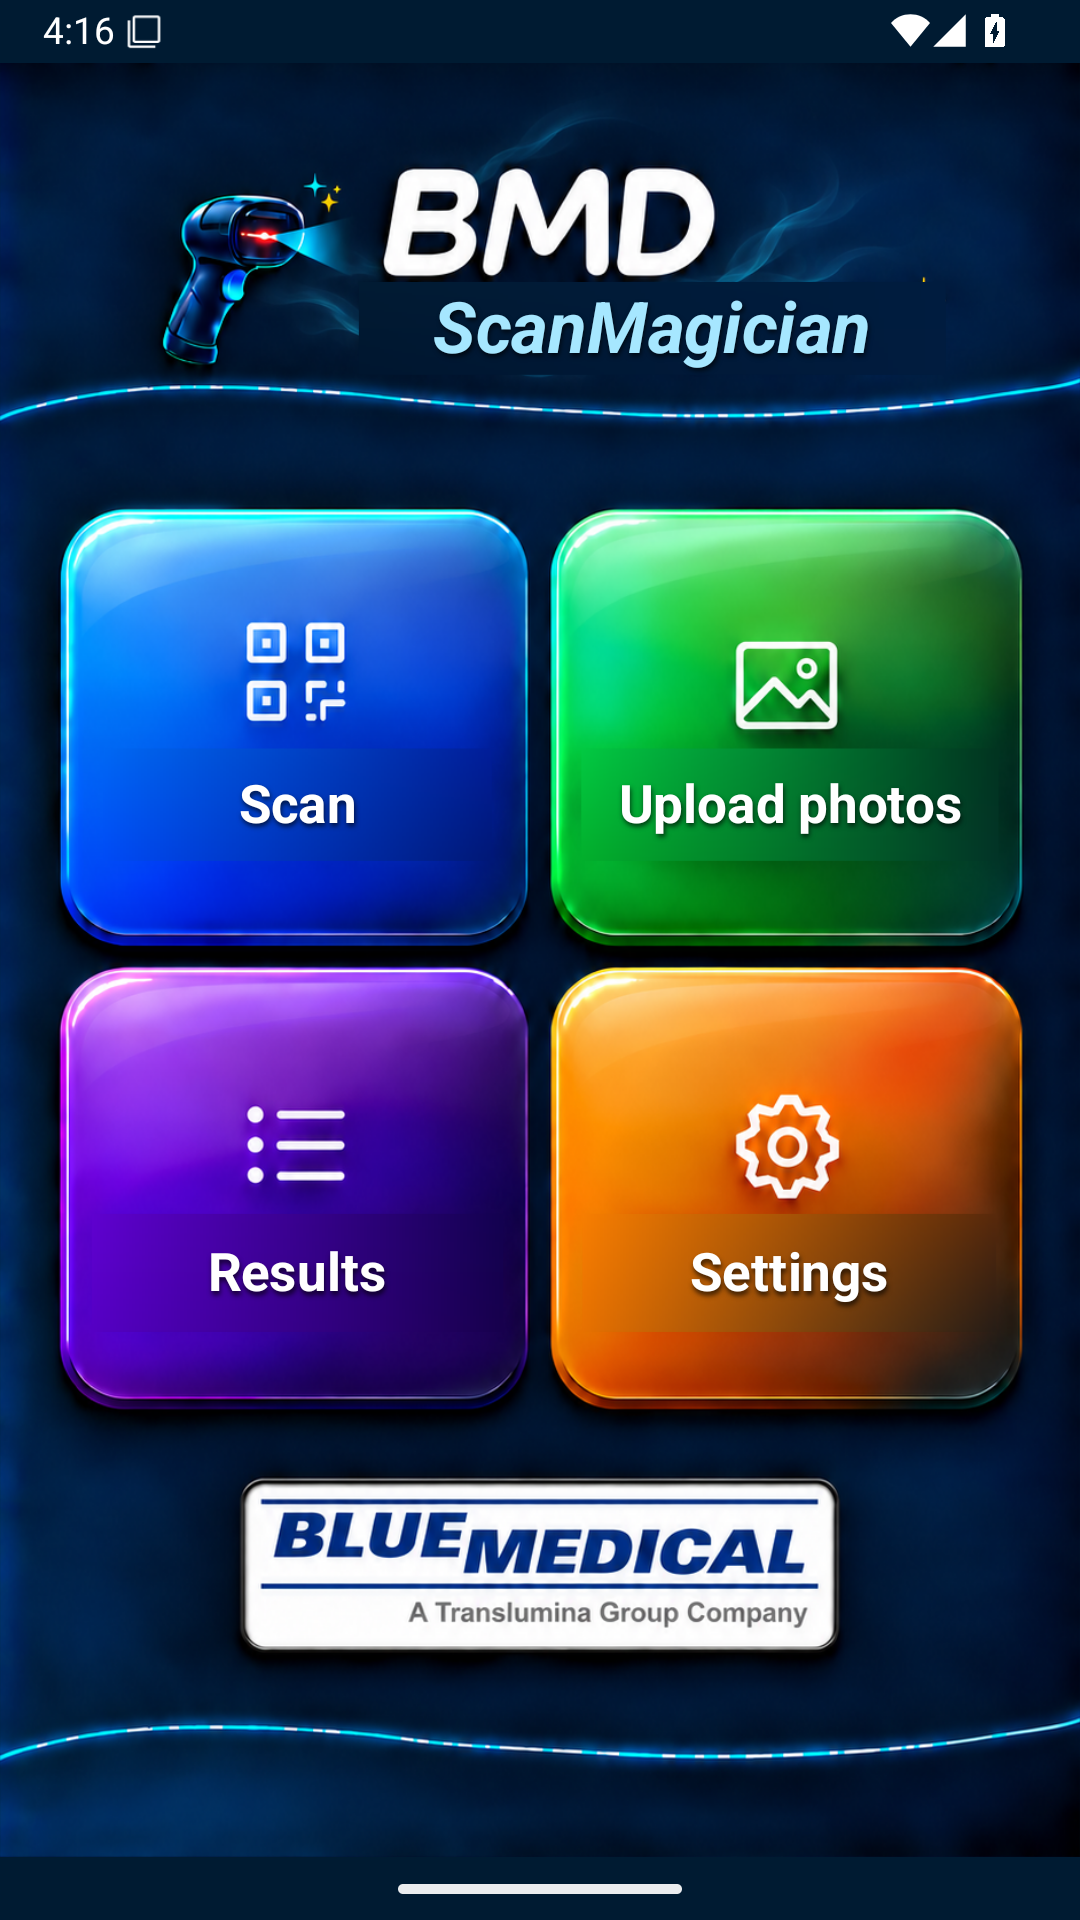 4:16
BMD
ScanMagician
Scan
Upload photos
Results
Settings
BLUEMEDICAL
A Translumina Group Company